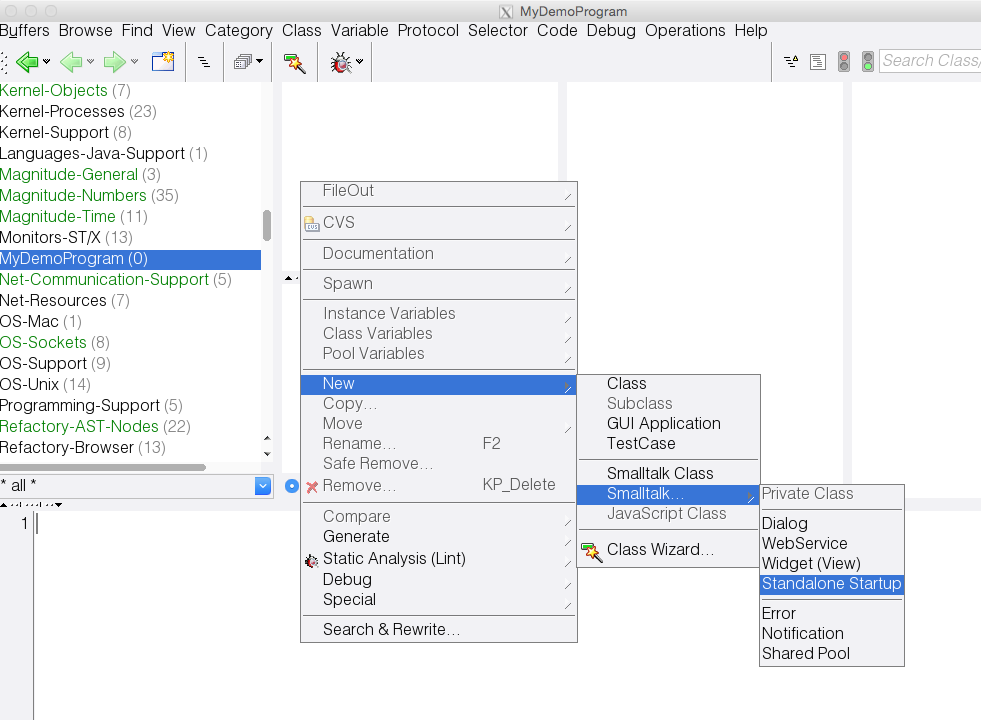 MyDemoProgram
Buffers Browse Find View Category Class Variable Protocol Selector Code Debug Operations Help
Search Class/
Kernel-Objects (7)
Kernel-Processes (23)
Kernel-Support (8)
Languages-Java-Support (1)
Magnitude-General (3)
Magnitude-Numbers (35)
Magnitude-Time (11)
Monitors-ST/X (13)
MyDemoProgram (0)
Net-Communication-Support (5)
Net-Resources (7)
OS-Mac (1)
OS-Sockets (8)
OS-Support (9)
OS-Unix (14)
Programming-Support (5)
Refactory-AST-Nodes (22)
Refactory-Browser (13)
* all *
1
FileOut
CVS
CVS
Documentation
Spawn
Instance Variables
Class Variables
Pool Variables
New
Copy...
Move
Rename... F2
Safe Remove...
Remove... KP_Delete
Compare
Generate
Static Analysis (Lint)
Debug
Special
Search & Rewrite...
Class
Subclass
GUI Application
TestCase
Smalltalk Class
Smalltalk...
JavaScript Class
Class Wizard...
Private Class
Dialog
WebService
Widget (View)
Standalone Startup
Error
Notification
Shared Pool